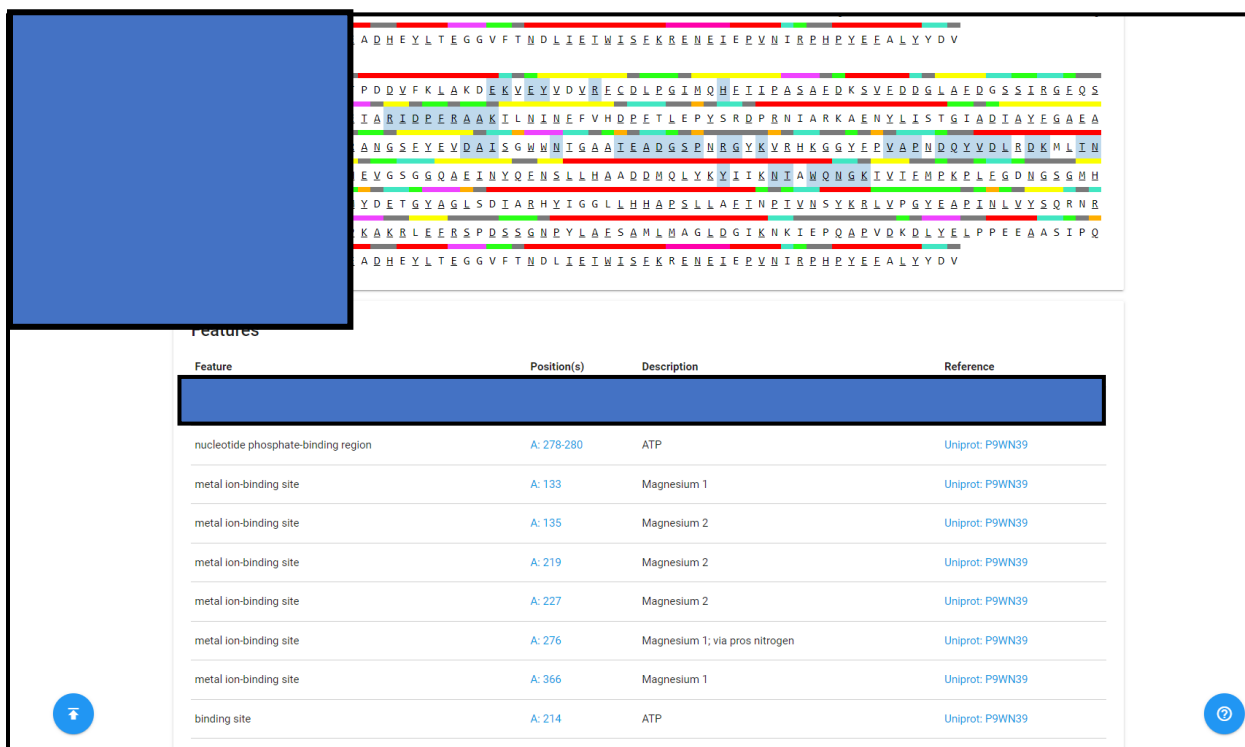 A D H E Y L T E G G V F T N D L I E T W I S F K R E N E I E P V N I R P H P Y E F A L Y Y D V
P D D V F K L A K D E K V E Y V D V R F C D L P G I M Q H F T I P A S A F D K S V F D D G L A F D G S S I R G F Q S
T A R I D P F R A A K T L N I N F F V H D P F T L E P Y S R D P R N I A R K A E N Y L I S T G I A D T A Y F G A E A
A N G S F Y E V D A I S G W W N T G A A T E A D G S P N R G Y K V R H K G G Y F P V A P N D Q Y V D L R D K M L T N
E V G S G G Q A E I N Y Q F N S L L H A A D D M Q L Y K Y I I K N T A W Q N G K T V T F M P K P L F G D N G S G M H
Y D E T G Y A G L S D T A R H Y I G G L L H H A P S L L A F T N P T V N S Y K R L V P G Y E A P I N L V Y S Q R N R
K A K R L E F R S P D S S G N P Y L A F S A M L M A G L D G I K N K I E P Q A P V D K D L Y E L P P E E A A S I P Q
A D H E Y L T E G G V F T N D L I E T W I S F K R E N E I E P V N I R P H P Y E F A L Y Y D V
Features
Feature Position(s) Description Reference
nucleotide phosphate-binding region A: 278-280 ATP Uniprot: P9WN39
metal ion-binding site A: 133 Magnesium 1 Uniprot: P9WN39
metal ion-binding site A: 135 Magnesium 2 Uniprot: P9WN39
metal ion-binding site A: 219 Magnesium 2 Uniprot: P9WN39
metal ion-binding site A: 227 Magnesium 2 Uniprot: P9WN39
metal ion-binding site A: 276 Magnesium 1; via pros nitrogen Uniprot: P9WN39
metal ion-binding site A: 366 Magnesium 1 Uniprot: P9WN39
binding site A: 214 ATP Uniprot: P9WN39